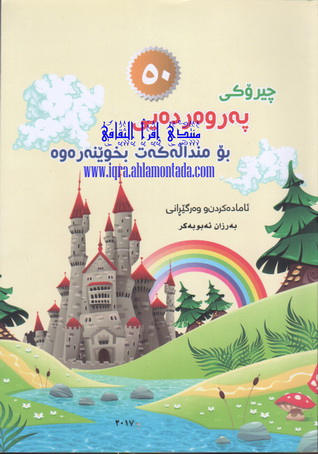 ٥٠
چیرۆکی
پەروەردەیی
منتدى إقرأ الثقافي
بۆ منداڵەکەت بخوێنەرەوە
www.iqra.ahlamontada.com
ئامادەکردن و وەرگێڕانی
بەرزان ئەبوبەکر
٢٠١٧